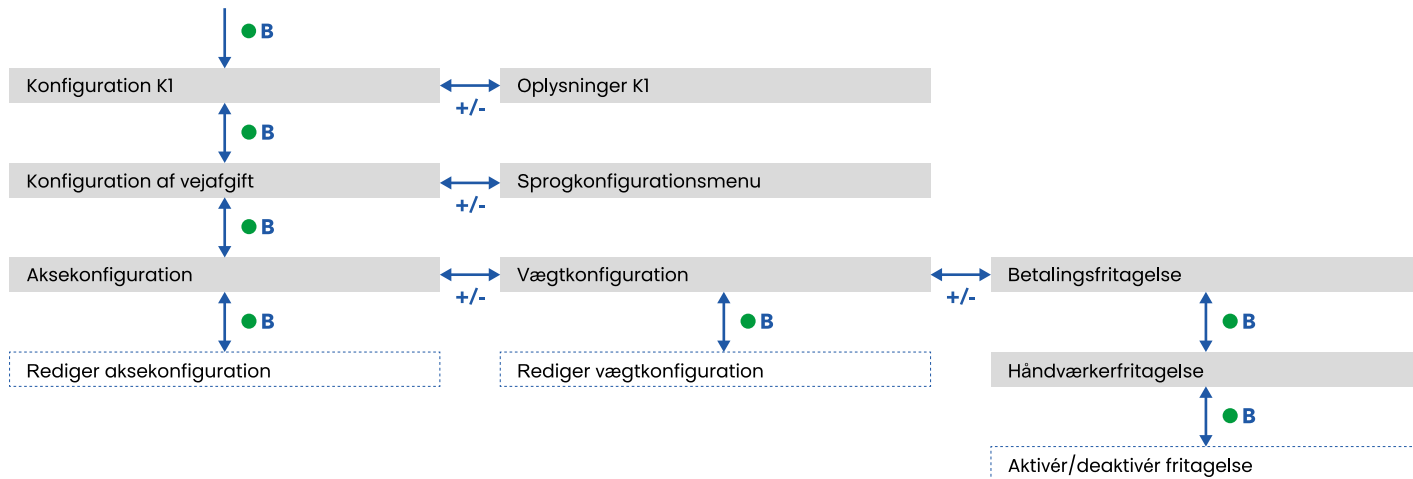 B
Konfiguration K1
+/-
Oplysninger K1
B
Konfiguration af vejafgift
+/-
Sprogkonfigurationsmenu
B
Aksekonfiguration
+/-
Vægtkonfiguration
+/-
Betalingsfritagelse
B
B
B
Rediger aksekonfiguration
Rediger vægtkonfiguration
Håndværkerfritagelse
B
Aktivér/deaktivér fritagelse